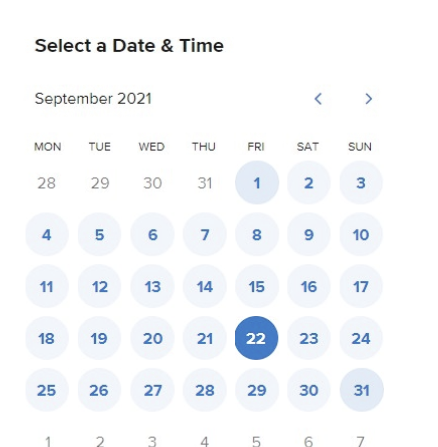 Select a Date & Time
September 2021
MON TUE WED THU FRI SAT SUN
28 29 30 31 1 2 3
4 5 6 7 8 9 10
11 12 13 14 15 16 17
18 19 20 21 22 23 24
25 26 27 28 29 30 31
1 2 3 4 5 6 7